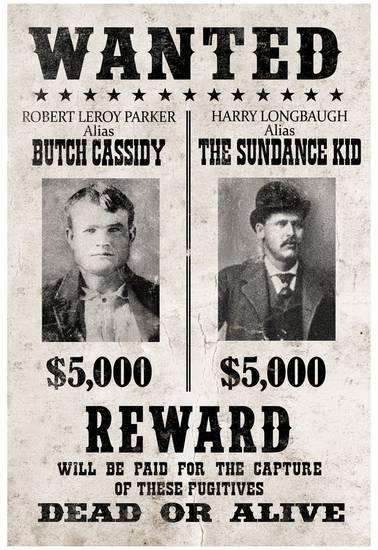 WANTED
ROBERT LEROY PARKER
Alias
BUTCH CASSIDY
$5,000
HARRY LONGBAUGH
Alias
THE SUNDANCE KID
$5,000
REWARD
WILL BE PAID FOR THE CAPTURE
OF THESE FUGITIVES
DEAD OR ALIVE